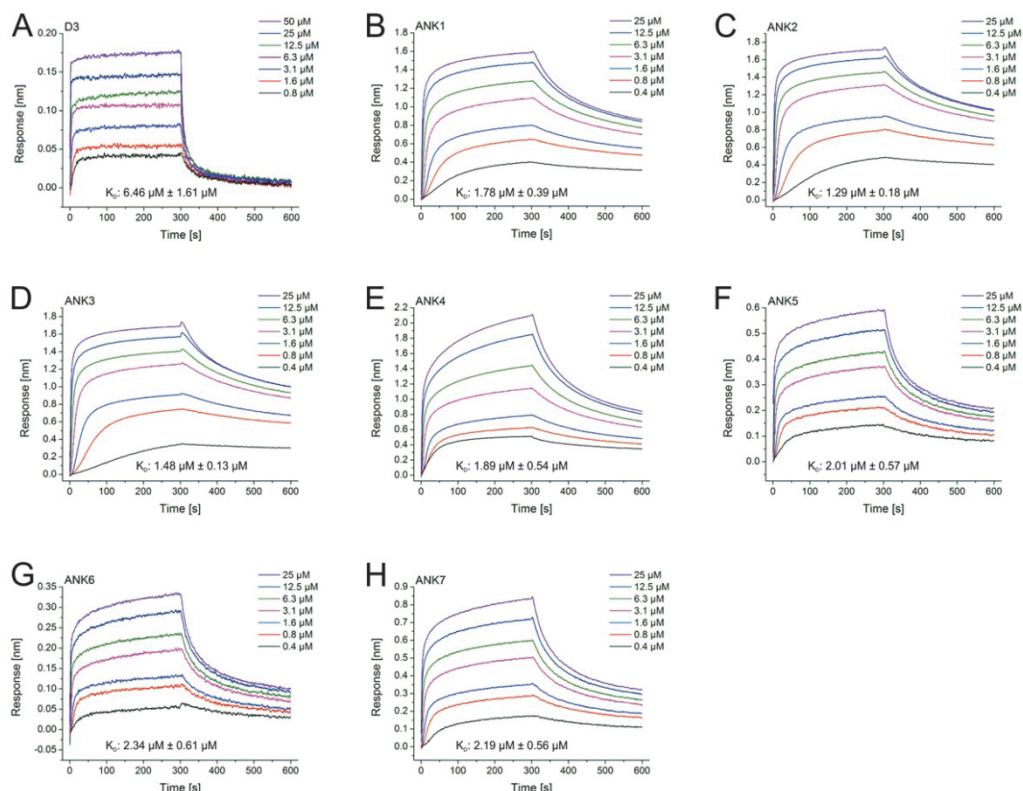 A
D3
50 µM
25 µM
12.5 µM
6.3 µM
3.1 µM
1.6 µM
0.8 µM
Response [nm]
0.20
0.15
0.10
0.05
0.00
K_D: 6.46 µM ± 1.61 µM
0 100 200 300 400 500 600
Time [s]
B
ANK1
25 µM
12.5 µM
6.3 µM
3.1 µM
1.6 µM
0.8 µM
0.4 µM
Response [nm]
1.8
1.6
1.4
1.2
1.0
0.8
0.6
0.4
0.2
0.0
K_D: 1.78 µM ± 0.39 µM
0 100 200 300 400 500 600
Time [s]
C
ANK2
25 µM
12.5 µM
6.3 µM
3.1 µM
1.6 µM
0.8 µM
0.4 µM
Response [nm]
1.8
1.6
1.4
1.2
1.0
0.8
0.6
0.4
0.2
0.0
K_D: 1.29 µM ± 0.18 µM
0 100 200 300 400 500 600
Time [s]
D
ANK3
25 µM
12.5 µM
6.3 µM
3.1 µM
1.6 µM
0.8 µM
0.4 µM
Response [nm]
1.8
1.6
1.4
1.2
1.0
0.8
0.6
0.4
0.2
0.0
K_D: 1.48 µM ± 0.13 µM
0 100 200 300 400 500 600
Time [s]
E
ANK4
25 µM
12.5 µM
6.3 µM
3.1 µM
1.6 µM
0.8 µM
0.4 µM
Response [nm]
2.2
2.0
1.8
1.6
1.4
1.2
1.0
0.8
0.6
0.4
0.2
0.0
K_D: 1.89 µM ± 0.54 µM
0 100 200 300 400 500 600
Time [s]
F
ANK5
25 µM
12.5 µM
6.3 µM
3.1 µM
1.6 µM
0.8 µM
0.4 µM
Response [nm]
0.6
0.5
0.4
0.3
0.2
0.1
0.0
K_D: 2.01 µM ± 0.57 µM
0 100 200 300 400 500 600
Time [s]
G
ANK6
25 µM
12.5 µM
6.3 µM
3.1 µM
1.6 µM
0.8 µM
0.4 µM
Response [nm]
0.35
0.30
0.25
0.20
0.15
0.10
0.05
0.00
-0.05
K_D: 2.34 µM ± 0.61 µM
0 100 200 300 400 500 600
Time [s]
H
ANK7
25 µM
12.5 µM
6.3 µM
3.1 µM
1.6 µM
0.8 µM
0.4 µM
Response [nm]
0.9
0.8
0.7
0.6
0.5
0.4
0.3
0.2
0.1
0.0
K_D: 2.19 µM ± 0.56 µM
0 100 200 300 400 500 600
Time [s]